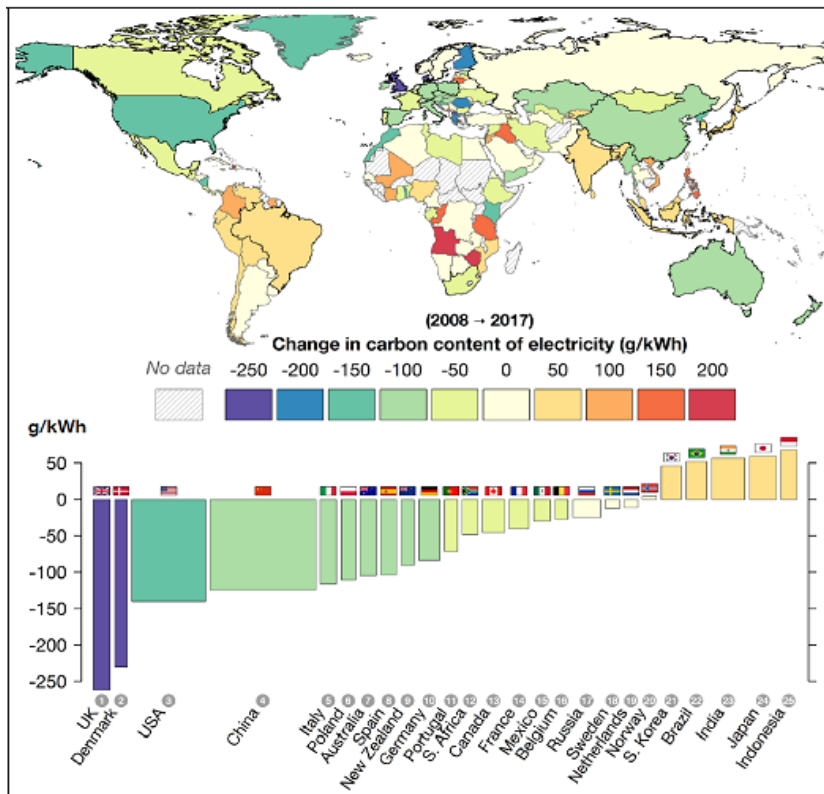 (2008 → 2017)
Change in carbon content of electricity (g/kWh)
No data -250 -200 -150 -100 -50 0 50 100 150 200
g/kWh
50
0
-50
-100
-150
-200
-250
1 2 3 4 5 6 7 8 9 10 11 12 13 14 15 16 17 18 19 20 21 22 23 24 25
UK
Denmark
USA
China
Italy
Poland
Australia
Spain
New Zealand
Germany
Portugal
S. Africa
Canada
France
Mexico
Belgium
Russia
Sweden
Netherlands
Norway
S. Korea
Brazil
India
Japan
Indonesia